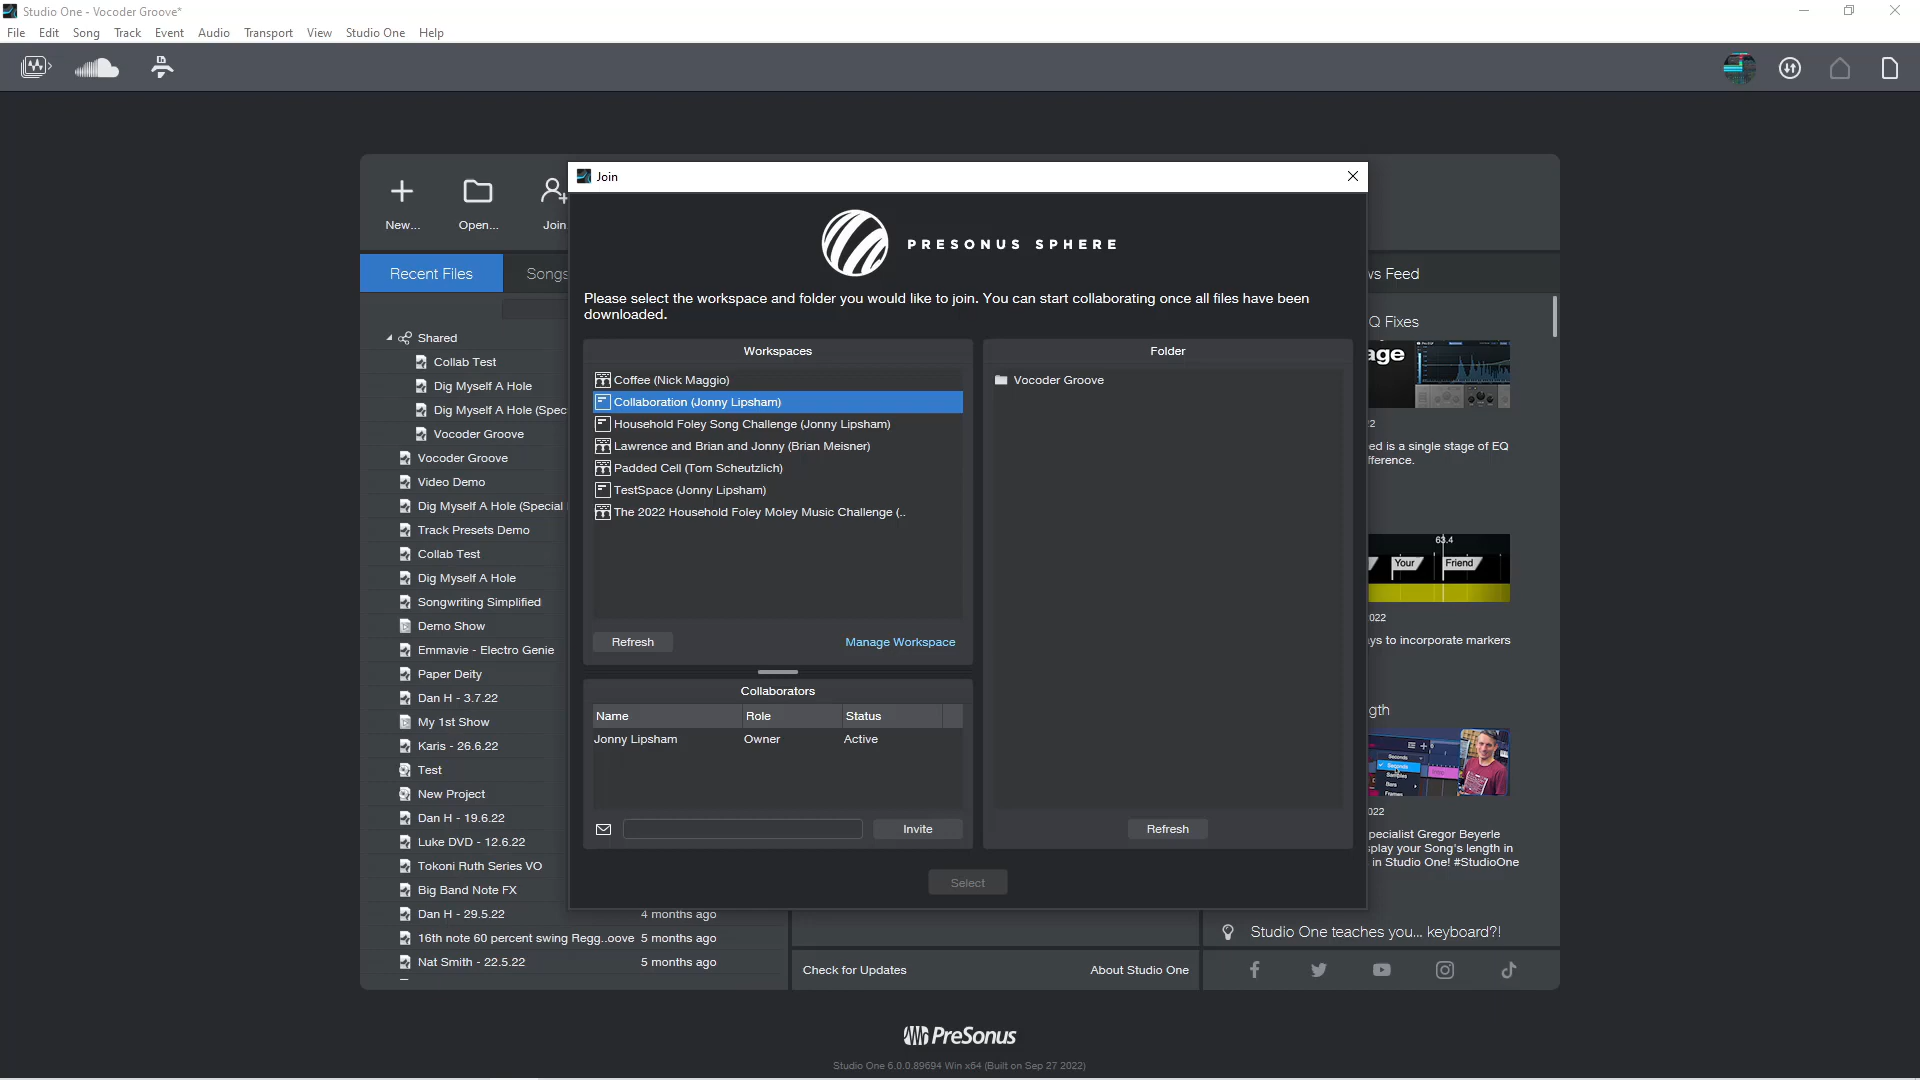 Studio One - Vocoder Groove*
File Edit Song Track Event Audio Transport View Studio One Help
New...
Open...
Join
Recent Files
Songs
ws Feed
Shared
Collab Test
Dig Myself A Hole
Dig Myself A Hole (Spec
Vocoder Groove
Vocoder Groove
Video Demo
Dig Myself A Hole (Special
Track Presets Demo
Collab Test
Dig Myself A Hole
Songwriting Simplified
Demo Show
Emmavie - Electro Genie
Paper Deity
Dan H - 3.7.22
My 1st Show
Karis - 26.6.22
Test
New Project
Dan H - 19.6.22
Luke DVD - 12.6.22
Tokoni Ruth Series VO
Big Band Note FX
Dan H - 29.5.22 4 months ago
16th note 60 percent swing Regg..oove 5 months ago
Nat Smith - 22.5.22 5 months ago
Join
PRESONUS SPHERE
Please select the workspace and folder you would like to join. You can start collaborating once all files have been
downloaded.
Workspaces
Coffee (Nick Maggio)
Collaboration (Jonny Lipsham)
Household Foley Song Challenge (Jonny Lipsham)
Lawrence and Brian and Jonny (Brian Meisner)
Padded Cell (Tom Scheutzlich)
TestSpace (Jonny Lipsham)
The 2022 Household Foley Moley Music Challenge (..
Refresh
Manage Workspace
Collaborators
Name Role Status
Jonny Lipsham Owner Active
Invite
Folder
Vocoder Groove
Refresh
Select
Q Fixes
age
2
ed is a single stage of EQ
fference.
63.4
Your
Friend
022
ys to incorporate markers
gth
Seconds
Seconds
Samples
Bars
Frames
022
pecialist Gregor Beyerle
splay your Song's length in
in Studio One! #StudioOne
Studio One teaches you... keyboard?!
Check for Updates
About Studio One
PreSonus
Studio One 6.0.0.89694 Win x64 (Built on Sep 27 2022)